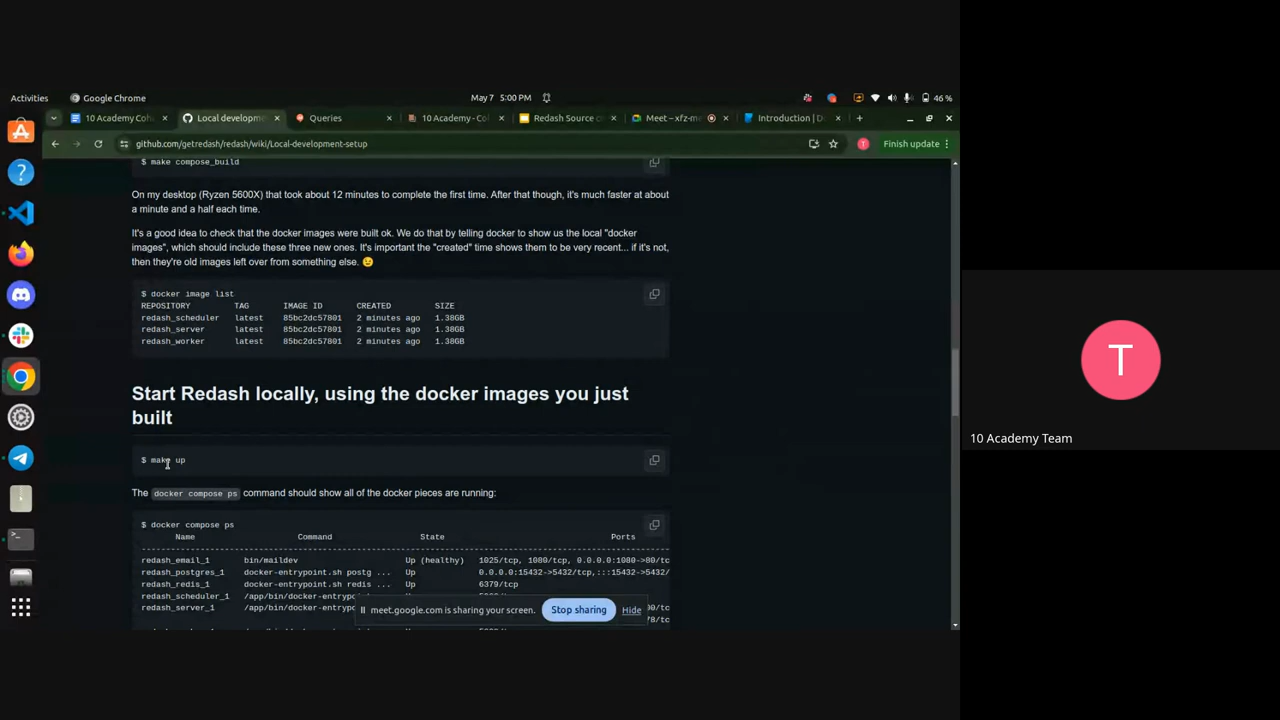 Activities
Google Chrome
May 7 5:00 PM
46 %
10 Academy Coh
Local developm
Queries
10 Academy - Col
Redash Source c
Meet – xfz-m
Introduction | D
github.com/getredash/redash/wiki/Local-development-setup
T
Finish update
$ make compose_build
On my desktop (Ryzen 5600X) that took about 12 minutes to complete the first time. After that though, it's much faster at about
a minute and a half each time.
It's a good idea to check that the docker images were built ok. We do that by telling docker to show us the local "docker
images", which should include these three new ones. It's important the "created" time shows them to be very recent... if it's not,
then they're old images left over from something else. 😉
$ docker image list
REPOSITORY TAG IMAGE ID CREATED SIZE
redash_scheduler latest 85bc2dc57801 2 minutes ago 1.38GB
redash_server latest 85bc2dc57801 2 minutes ago 1.38GB
redash_worker latest 85bc2dc57801 2 minutes ago 1.38GB
Start Redash locally, using the docker images you just
built
$ make up
The docker compose ps command should show all of the docker pieces are running:
$ docker compose ps
Name Command State Ports
redash_email_1 bin/maildev Up (healthy) 1025/tcp, 1080/tcp, 0.0.0.0:1080->80/tc
redash_postgres_1 docker-entrypoint.sh postg ... Up 0.0.0.0:15432->5432/tcp,:::15432->5432/
redash_redis_1 docker-entrypoint.sh redis ... Up 6379/tcp
redash_scheduler_1 /app/bin/docker-entrypo
redash_server_1 /app/bin/docker-entrypo
meet.google.com is sharing your screen.
Stop sharing
Hide
T
10 Academy Team